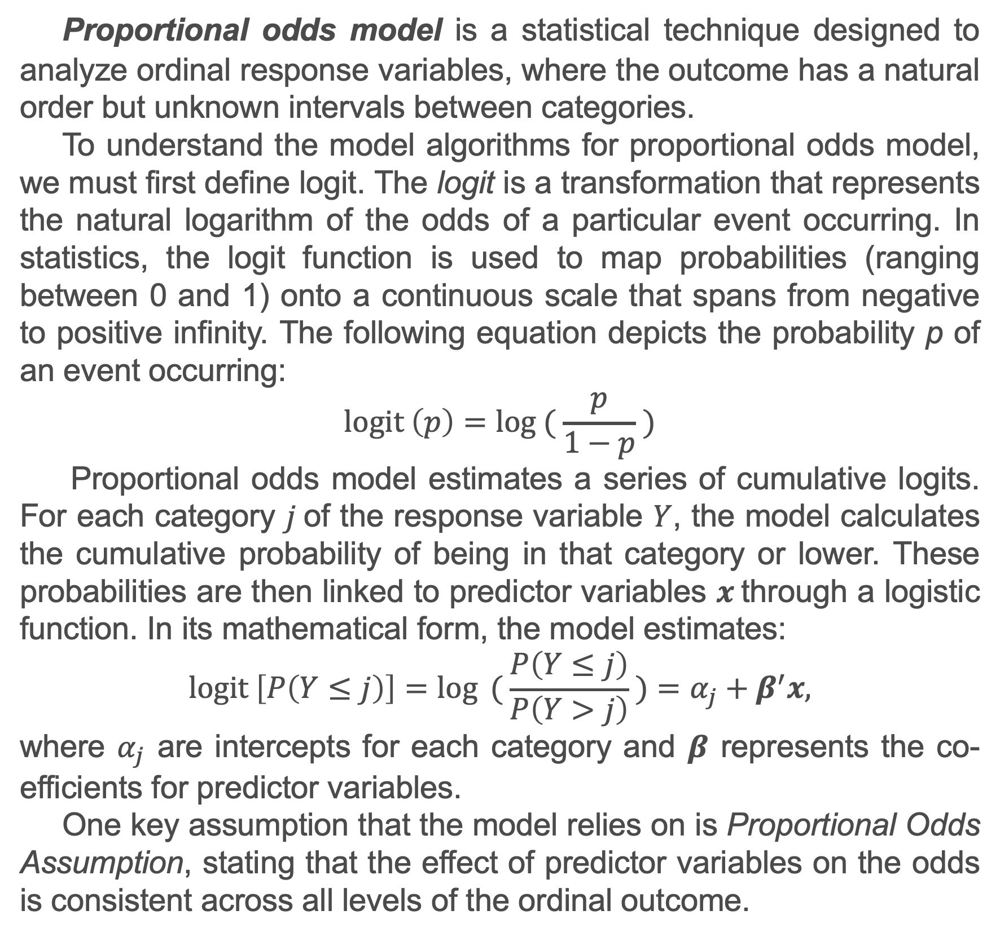 Proportional odds model is a statistical technique designed to
analyze ordinal response variables, where the outcome has a natural
order but unknown intervals between categories.
To understand the model algorithms for proportional odds model,
we must first define logit. The logit is a transformation that represents
the natural logarithm of the odds of a particular event occurring. In
statistics, the logit function is used to map probabilities (ranging
between 0 and 1) onto a continuous scale that spans from negative
to positive infinity. The following equation depicts the probability p of
an event occurring:
logit (p) = log (p / 1 − p)
Proportional odds model estimates a series of cumulative logits.
For each category j of the response variable Y, the model calculates
the cumulative probability of being in that category or lower. These
probabilities are then linked to predictor variables x through a logistic
function. In its mathematical form, the model estimates:
logit [P(Y ≤ j)] = log (P(Y ≤ j) / P(Y > j)) = αⱼ + β′x,
where αⱼ are intercepts for each category and β represents the co-
efficients for predictor variables.
One key assumption that the model relies on is Proportional Odds
Assumption, stating that the effect of predictor variables on the odds
is consistent across all levels of the ordinal outcome.